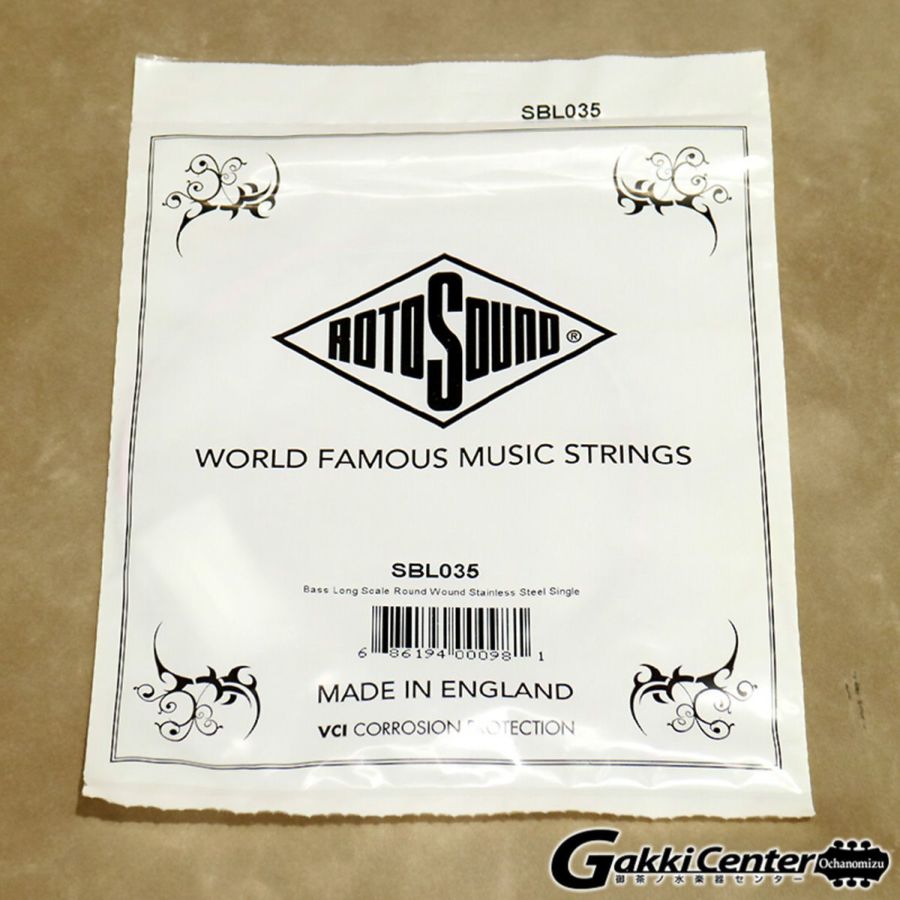 SBL035
ROTOSOUND®
WORLD FAMOUS MUSIC STRINGS
SBL035
Bass Long Scale Round Wound Stainless Steel Single
6 86194 00098 1
MADE IN ENGLAND
VCI CORROSION PROTECTION
GakkiCenter Ochanomizu
御茶ノ水楽器センター